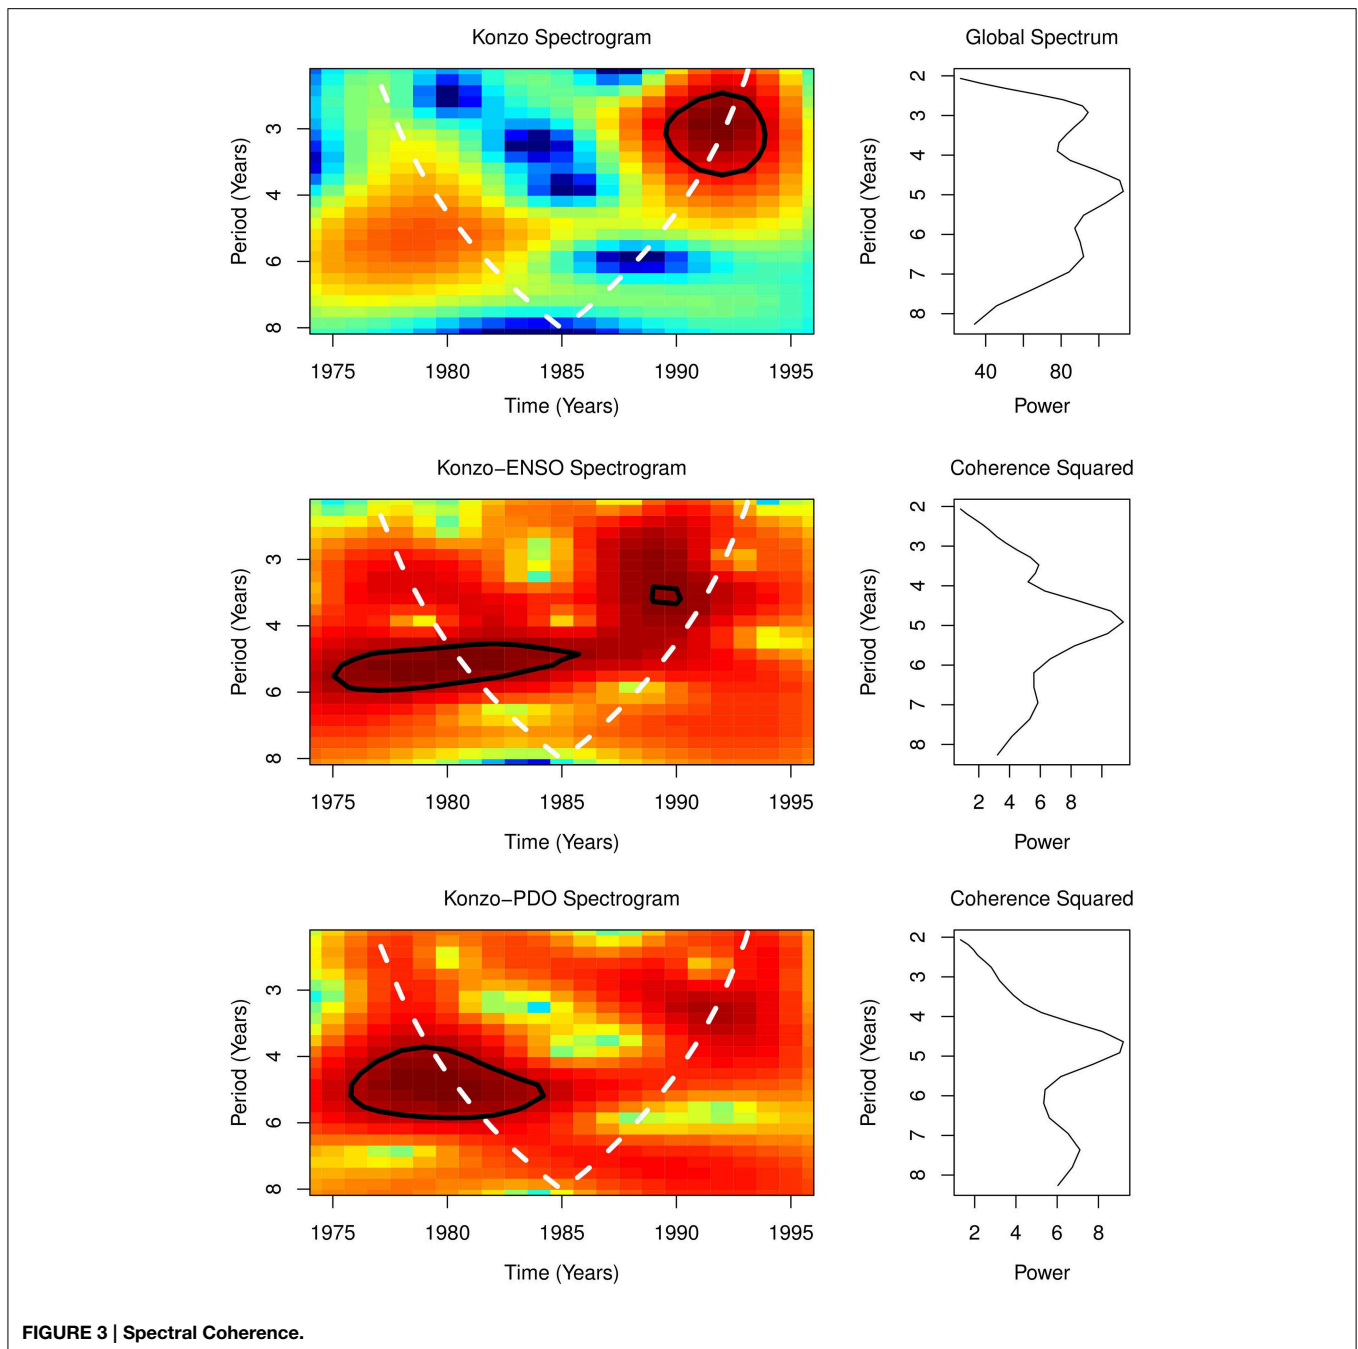 Konzo Spectrogram
Global Spectrum
Period (Years)
3
4
6
8
1975 1980 1985 1990 1995
Time (Years)
Period (Years)
2
3
4
5
6
7
8
40 80
Power
Konzo–ENSO Spectrogram
Coherence Squared
Period (Years)
3
4
6
8
1975 1980 1985 1990 1995
Time (Years)
Period (Years)
2
3
4
5
6
7
8
2 4 6 8
Power
Konzo–PDO Spectrogram
Coherence Squared
Period (Years)
3
4
6
8
1975 1980 1985 1990 1995
Time (Years)
Period (Years)
2
3
4
5
6
7
8
2 4 6 8
Power
FIGURE 3 | Spectral Coherence.